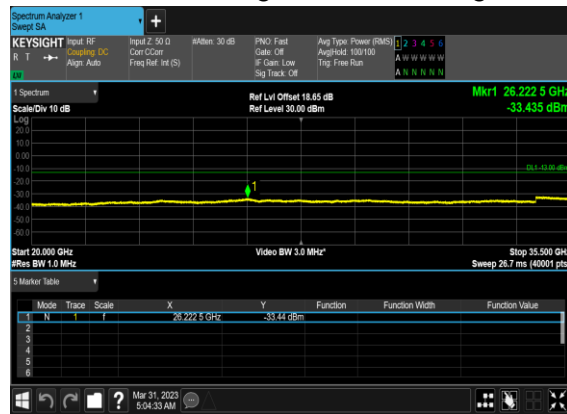 Spectrum Analyzer 1
Swept SA
+
KEYSIGHT Input: RF Input Z: 50 Ω #Atten: 30 dB PNO: Fast Avg Type: Power (RMS) 1 2 3 4 5 6
R T Coupling: DC Corr CCorr Gate: Off Avg|Hold: 100/100 A W W W W W
Align: Auto Freq Ref: Int (S) IF Gain: Low Trig: Free Run
Sig Track: Off A N N N N N
LXI
1 Spectrum Ref Lvl Offset 18.65 dB Mkr1 26.222 5 GHz
Scale/Div 10 dB Ref Level 30.00 dBm -33.435 dBm
Log
20.0
10.0
0.00
-10.0
DL1 -13.00 dBm
-20.0
1
-30.0
-40.0
-50.0
-60.0
Start 20.000 GHz Video BW 3.0 MHz* Stop 35.500 GHz
#Res BW 1.0 MHz Sweep 26.7 ms (40001 pts)
5 Marker Table
Mode Trace Scale X Y Function Function Width Function Value
1 N 1 f 26.222 5 GHz -33.44 dBm
2
3
4
5
6
? Mar 31, 2023
5:04:33 AM